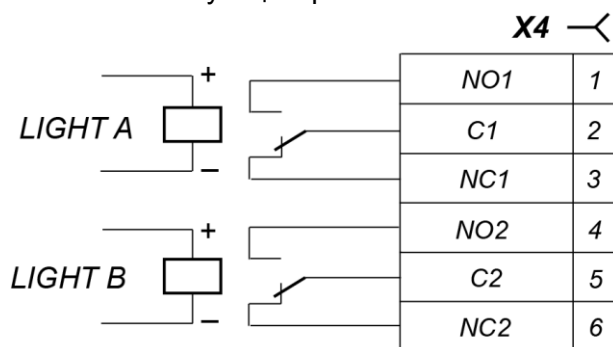 X4
+ NO1 1
LIGHT A C1 2
– NC1 3
+ NO2 4
LIGHT B C2 5
– NC2 6